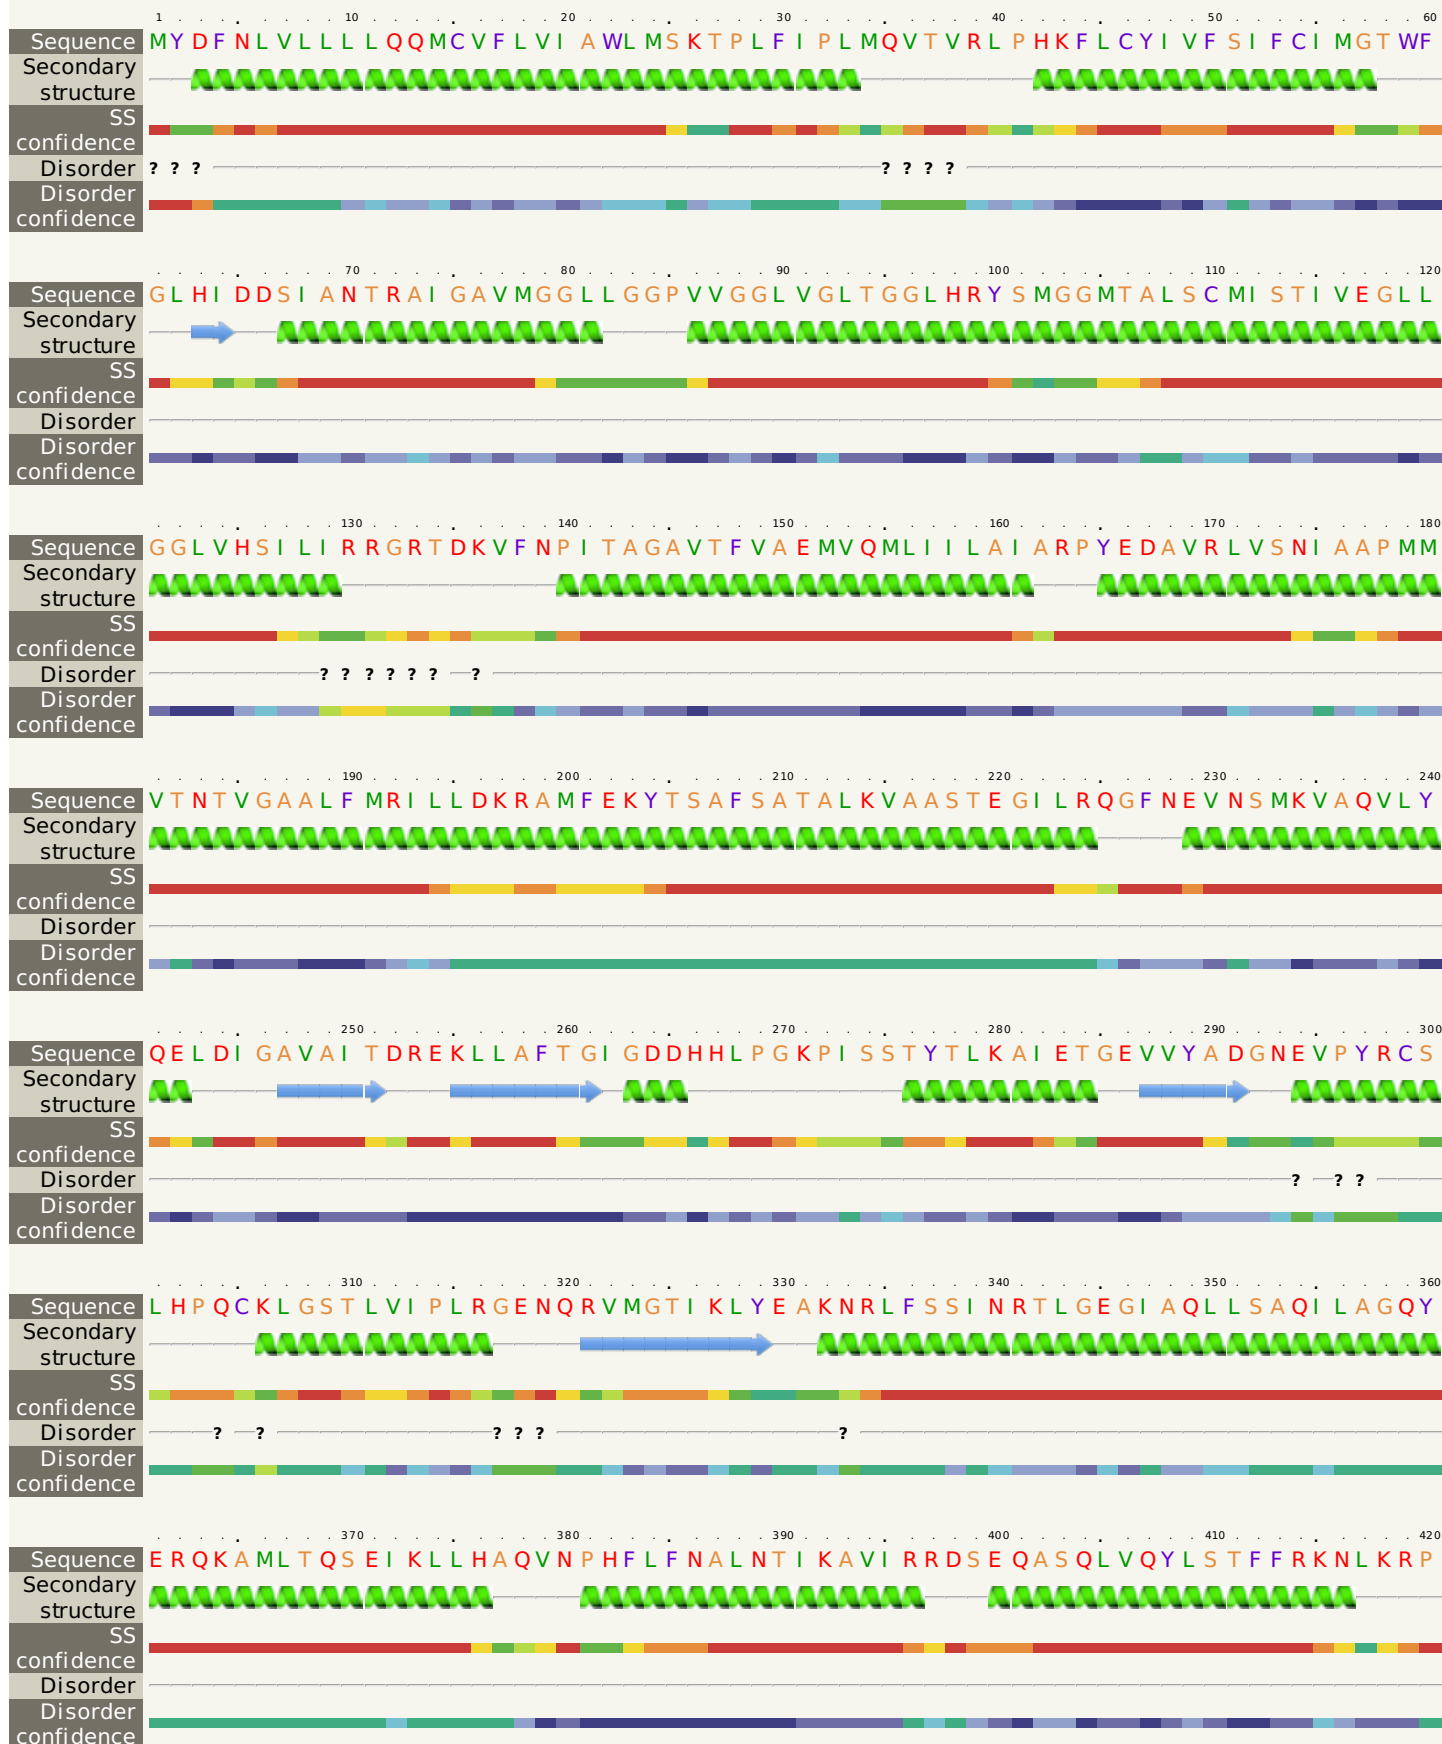 1 10 20 30 40 50 60
Sequence MYDFNLVLLLLQQMCVFLVIAWLMSKTPLFIPLMQVTVRLPHKFLCYIVFSIFCIMGTWF
Secondary
structure
SS
confidence
Disorder ? ? ? ? ? ? ?
Disorder
confidence
70 80 90 100 110 120
Sequence GLHIDDSIANTRAIGAVMGGLLGGPVVGGLVGLTGGLHRYSMGGMTALSCMISTIVEGLL
Secondary
structure
SS
confidence
Disorder
Disorder
confidence
130 140 150 160 170 180
Sequence GGLVHSILIRRGRTDKVFNPITAGAVTFVAEMVQMLIILAIARPYEDAVRLVSNIAAPMM
Secondary
structure
SS
confidence
Disorder ? ? ? ? ? ? ?
Disorder
confidence
190 200 210 220 230 240
Sequence VTNTVGAALFMRILLDKRAMFEKYTSAFSATALKVAASTEGILRQGFNEVNSMKVAQVLY
Secondary
structure
SS
confidence
Disorder
Disorder
confidence
250 260 270 280 290 300
Sequence QELDIGAVAITDREKLLAFTGIGDDHHLPGKPISSTYTLKAIETGEVVYADGNEVPYRCS
Secondary
structure
SS
confidence
Disorder ? ? ?
Disorder
confidence
310 320 330 340 350 360
Sequence LHPQCKLGSTLVIPLRGENQRVMGTIKLYEAKNRLFSSINRTLGEGIAQLLSAQILAGQY
Secondary
structure
SS
confidence
Disorder ? ? ? ? ? ?
Disorder
confidence
370 380 390 400 410 420
Sequence ERQKAMLTQSEIKLLHAQVNPHFLFNALNTIKAVIRRDSEQASQLVQYLSTFFRKNLKRP
Secondary
structure
SS
confidence
Disorder
Disorder
confidence